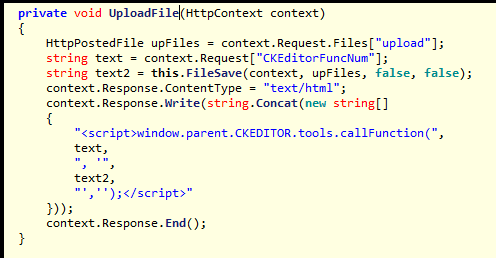 private void UploadFile(HttpContext context)
{
    HttpPostedFile upFiles = context.Request.Files["upload"];
    string text = context.Request["CKEditorFuncNum"];
    string text2 = this.FileSave(context, upFiles, false, false);
    context.Response.ContentType = "text/html";
    context.Response.Write(string.Concat(new string[]
    {
        "<script>window.parent.CKEDITOR.tools.callFunction(",
        text,
        ", '",
        text2,
        "','');</script>"
    }));
    context.Response.End();
}